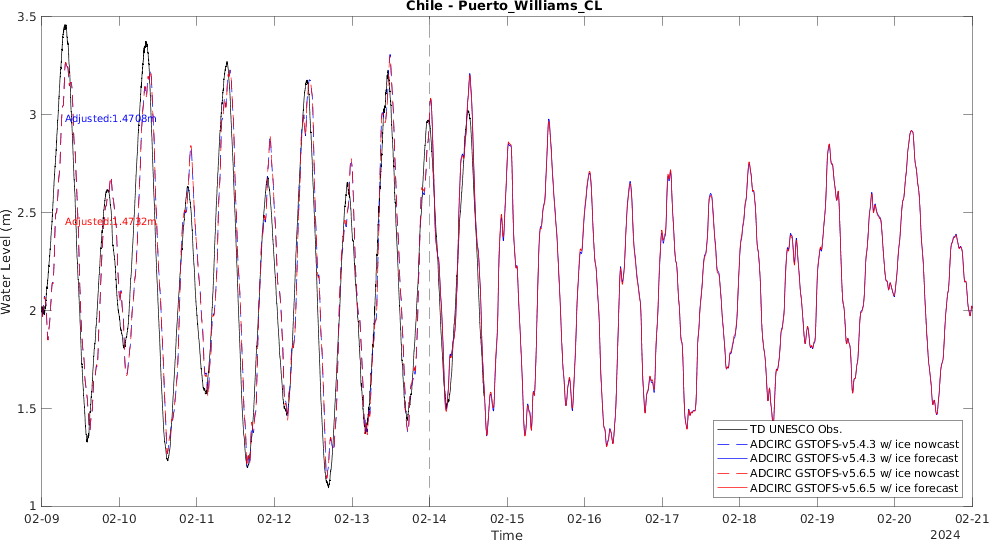 Chile - Puerto_Williams_CL
3.5
3
2.5
2
1.5
1
Water Level (m)
Adjusted:1.4703m
Adjusted:1.4732m
TD UNESCO Obs.
ADCIRC GSTOFS-v5.4.3 w/ ice nowcast
ADCIRC GSTOFS-v5.4.3 w/ ice forecast
ADCIRC GSTOFS-v5.6.5 w/ ice nowcast
ADCIRC GSTOFS-v5.6.5 w/ ice forecast
02-09 02-10 02-11 02-12 02-13 02-14 02-15 02-16 02-17 02-18 02-19 02-20 02-21
Time
2024